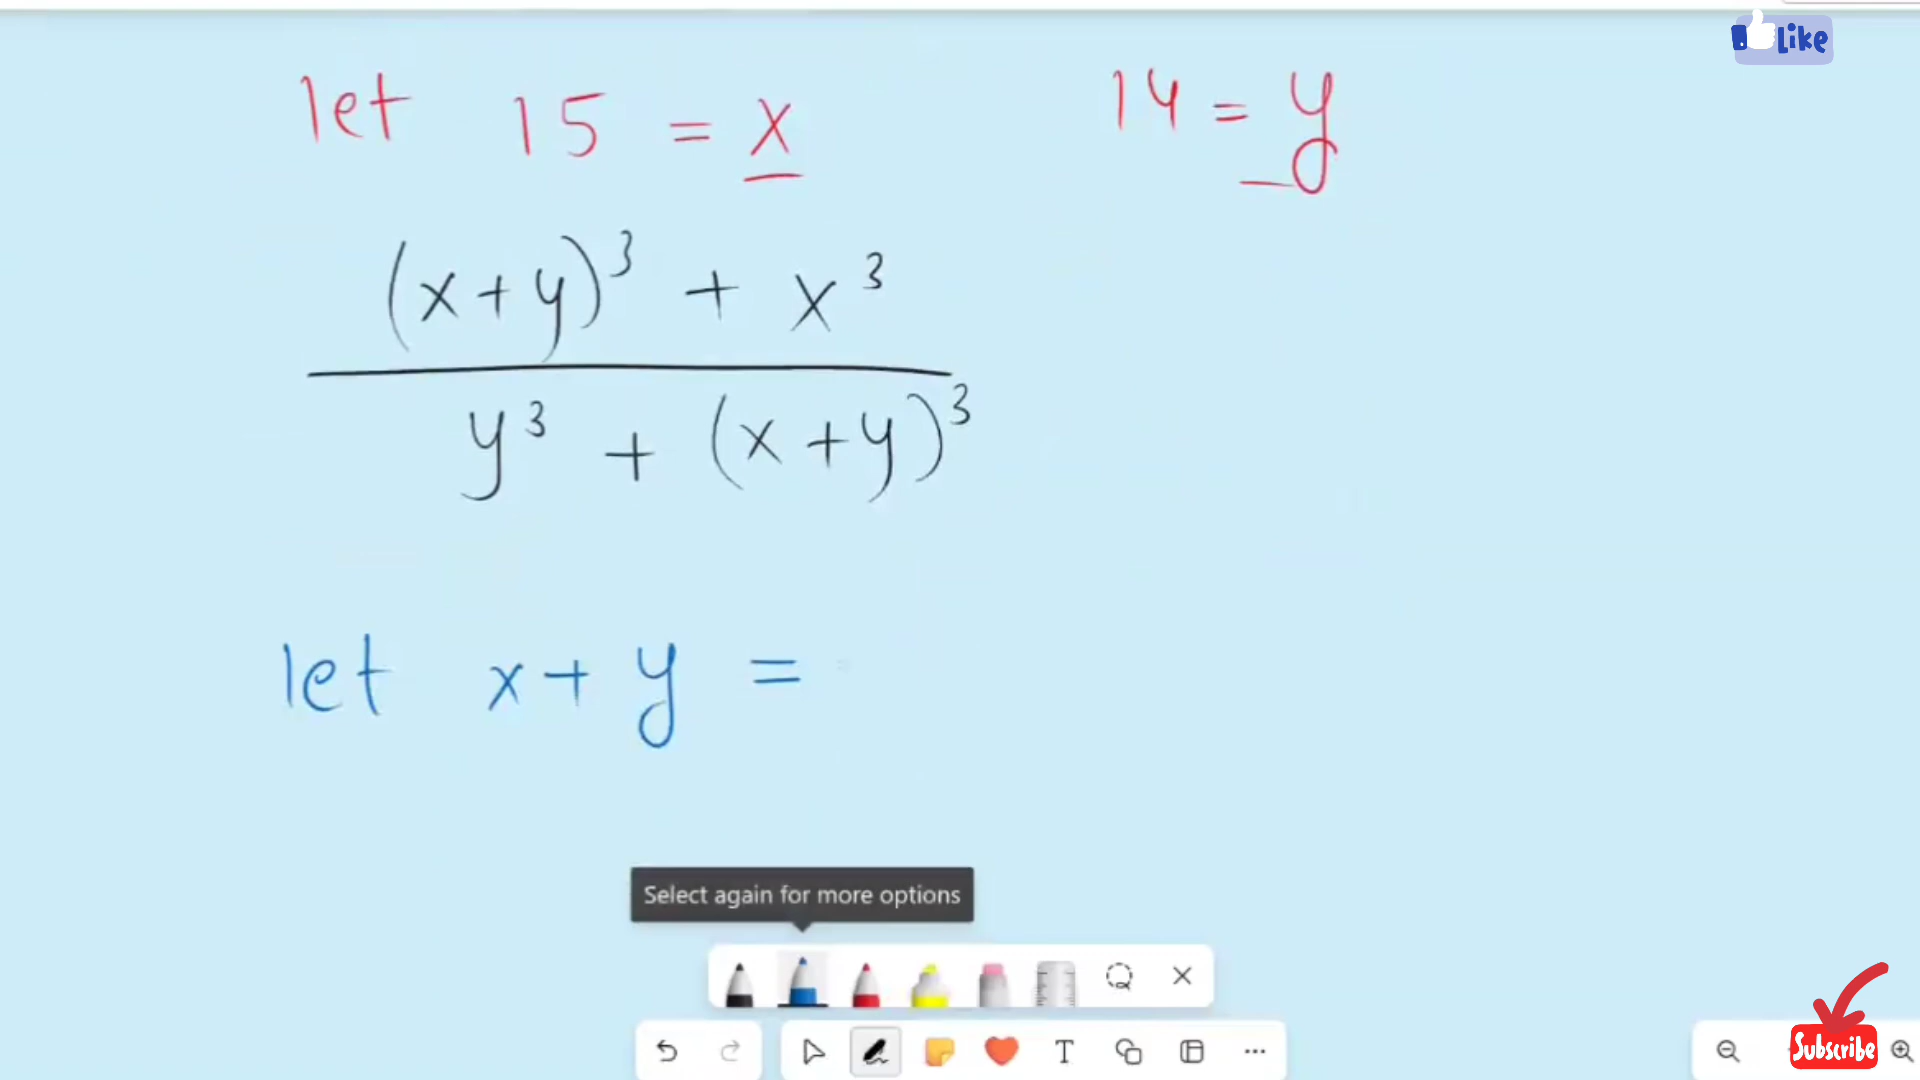 Like
let 15 = x 14 = y
(x+y)³ + x³
y³ + (x+y)³
let x+y =
Select again for more options
T
Subscribe